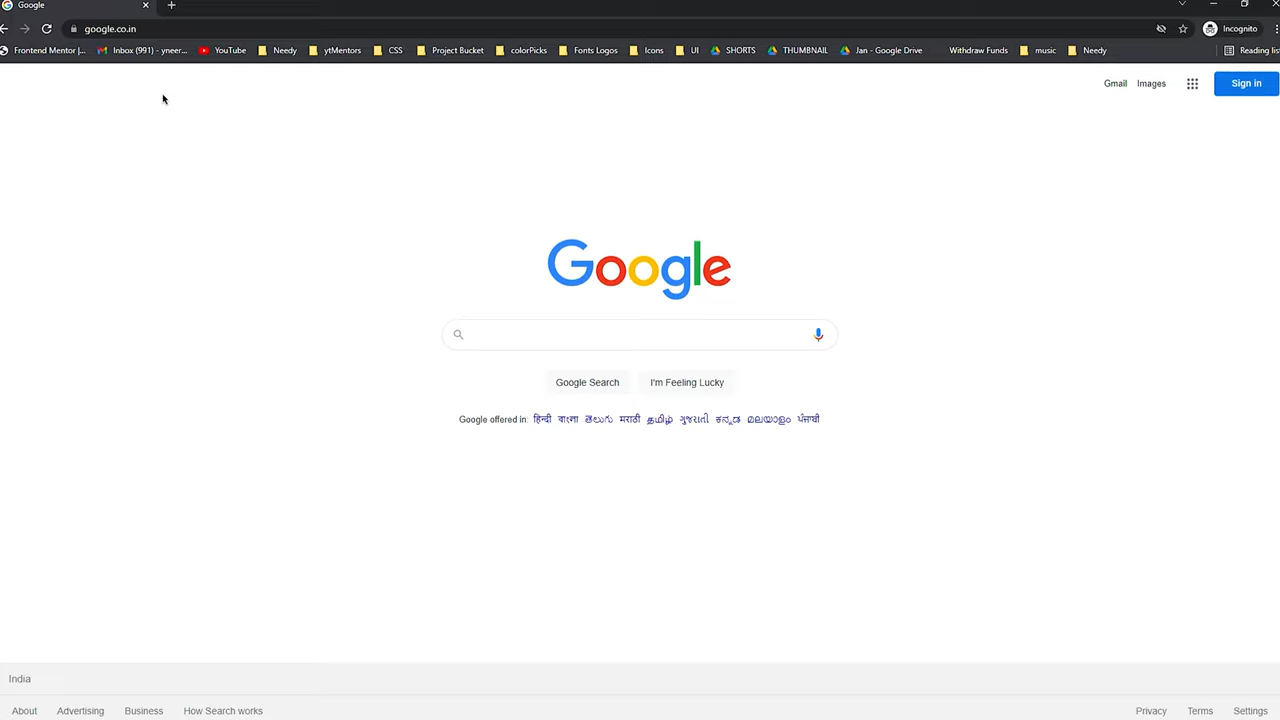 Google
google.co.in
Incognito
Frontend Mentor |...
Inbox (991) - yneer...
YouTube
Needy
ytMentors
CSS
Project Bucket
colorPicks
Fonts Logos
Icons
UI
SHORTS
THUMBNAIL
Jan - Google Drive
Withdraw Funds
music
Needy
Reading lis
Gmail Images Sign in
Google
Google Search I'm Feeling Lucky
Google offered in: हिन्दी বাংলা తెలుగు मराठी தமிழ் ગુજરાતી ಕನ್ನಡ മലയാളം ਪੰਜਾਬੀ
India
About Advertising Business How Search works Privacy Terms Settings